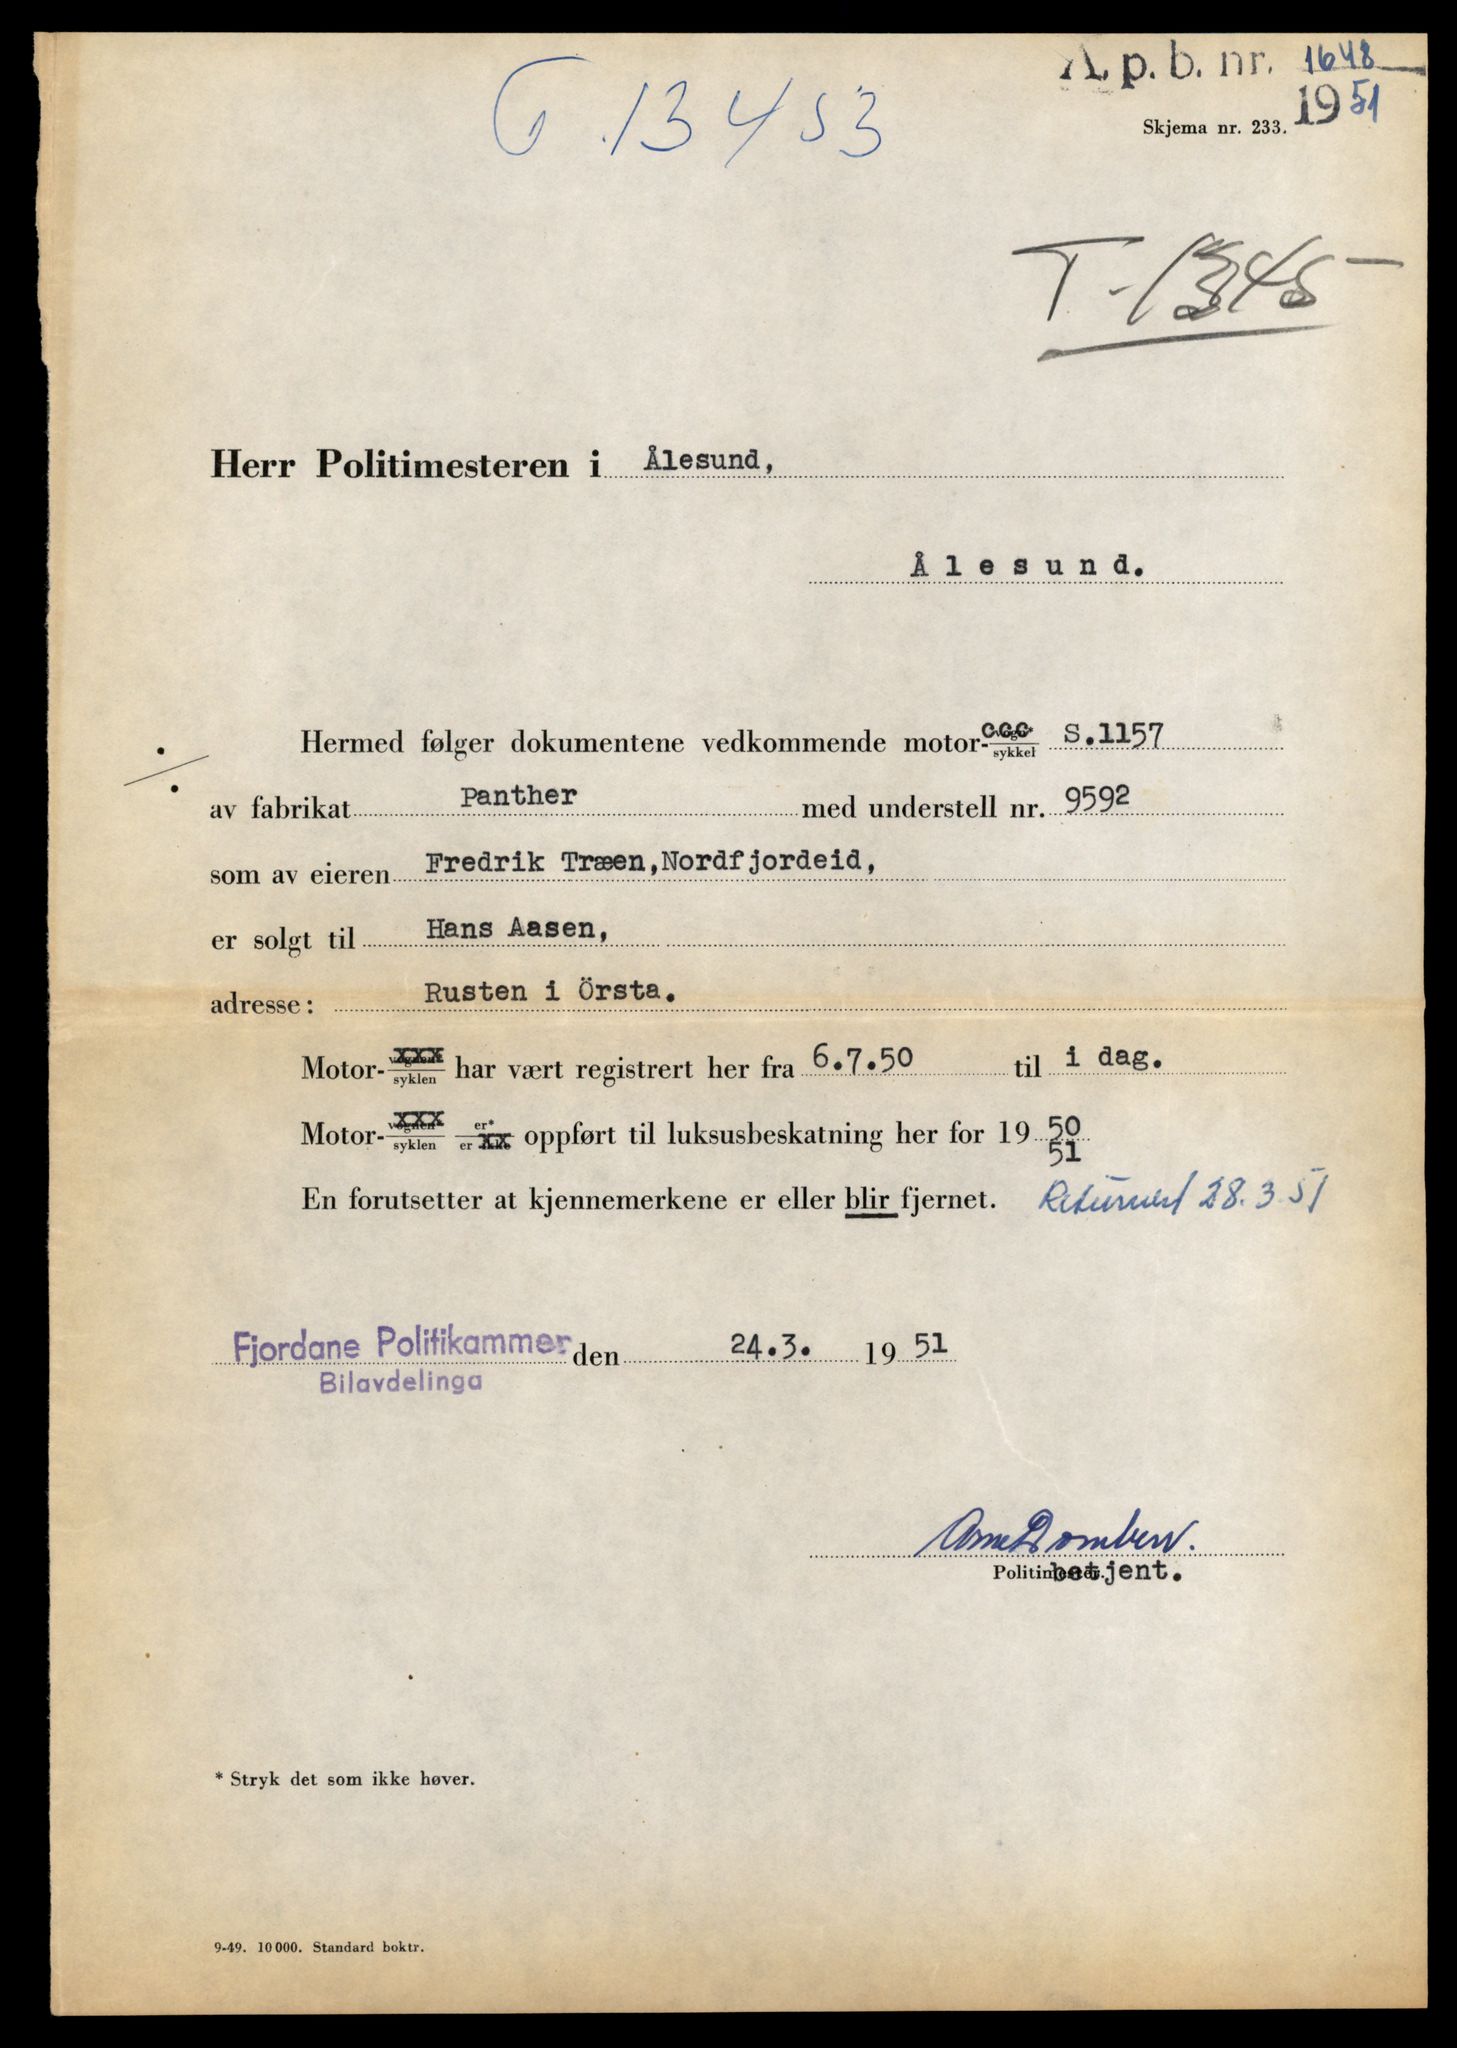 A. p. b. nr. 1648
1951
Skjema nr. 233.
T 13453
T-1345
Herr Politimesteren i Ålesund,
Ålesund.
Hermed følger dokumentene vedkommende motor-sykkel S.1157
av fabrikat Panther med understell nr. 9592
som av eieren Fredrik Træen, Nordfjordeid,
er solgt til Hans Aasen,
adresse: Rusten i Örsta.
Motor-syklen har vært registrert her fra 6.7.50 til i dag.
Motor-syklen er* oppført til luksusbeskatning her for 19 50
51
En forutsetter at kjennemerkene er eller blir fjernet. Returnert 28.3.51
Fjordane Politikammer den 24.3. 19 51
Bilavdelinga
Politibetjent.
* Stryk det som ikke høver.
9-49. 10 000. Standard boktr.